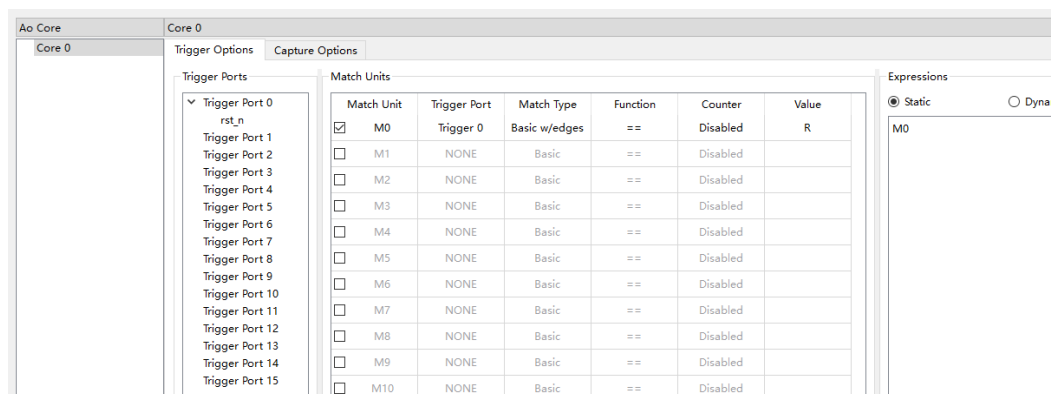 Ao Core Core 0
Core 0 Trigger Options Capture Options
Trigger Ports Match Units Expressions
Trigger Port 0 Match Unit Trigger Port Match Type Function Counter Value Static Dyna
rst_n M0 Trigger 0 Basic w/edges == Disabled R M0
Trigger Port 1
Trigger Port 2 M1 NONE Basic == Disabled
Trigger Port 3 M2 NONE Basic == Disabled
Trigger Port 4
Trigger Port 5 M3 NONE Basic == Disabled
Trigger Port 6 M4 NONE Basic == Disabled
Trigger Port 7
Trigger Port 8 M5 NONE Basic == Disabled
Trigger Port 9
Trigger Port 10 M6 NONE Basic == Disabled
Trigger Port 11 M7 NONE Basic == Disabled
Trigger Port 12
Trigger Port 13 M8 NONE Basic == Disabled
Trigger Port 14 M9 NONE Basic == Disabled
Trigger Port 15
M10 NONE Basic == Disabled